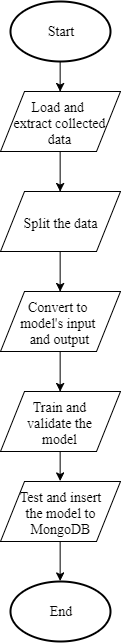 Start
Load and
extract collected
data
Split the data
Convert to
model's input
and output
Train and
validate the
model
Test and insert
the model to
MongoDB
End